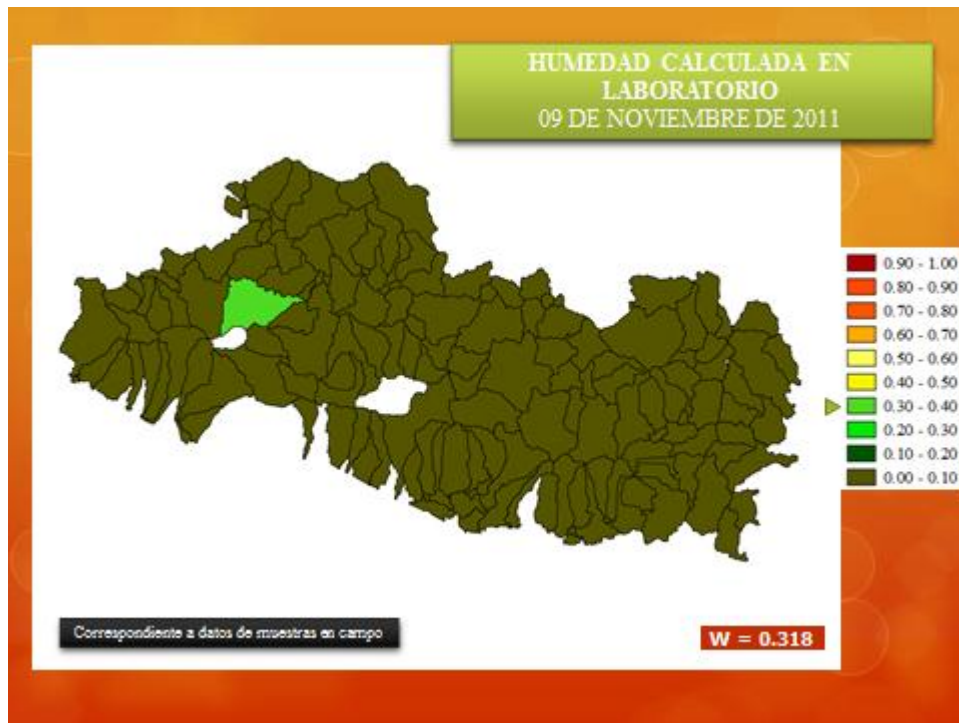 HUMEDAD CALCULADA EN
LABORATORIO
09 DE NOVIEMBRE DE 2011
0.90 - 1.00
0.80 - 0.90
0.70 - 0.80
0.60 - 0.70
0.50 - 0.60
0.40 - 0.50
0.30 - 0.40
0.20 - 0.30
0.10 - 0.20
0.00 - 0.10
Correspondiente a datos de muestras en campo
W = 0.318